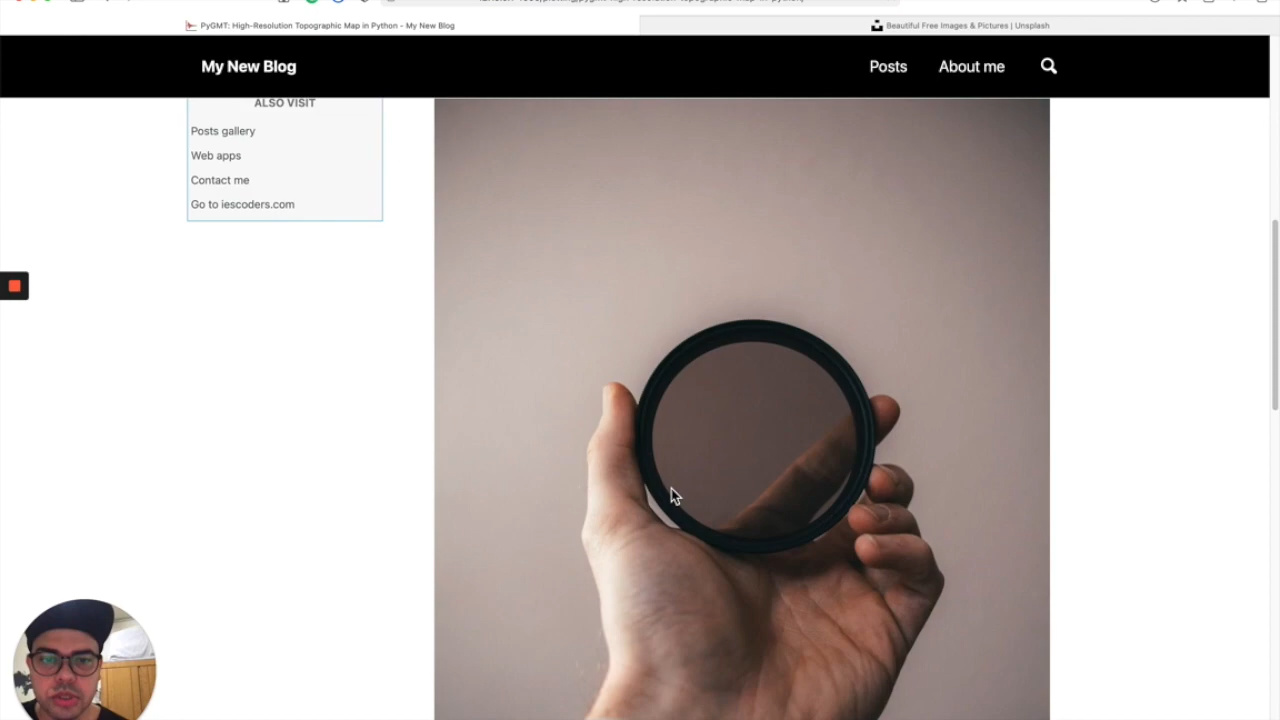 PyGMT: High-Resolution Topographic Map in Python - My New Blog
Beautiful Free Images & Pictures | Unsplash
My New Blog
Posts
About me
ALSO VISIT
Posts gallery
Web apps
Contact me
Go to iescoders.com